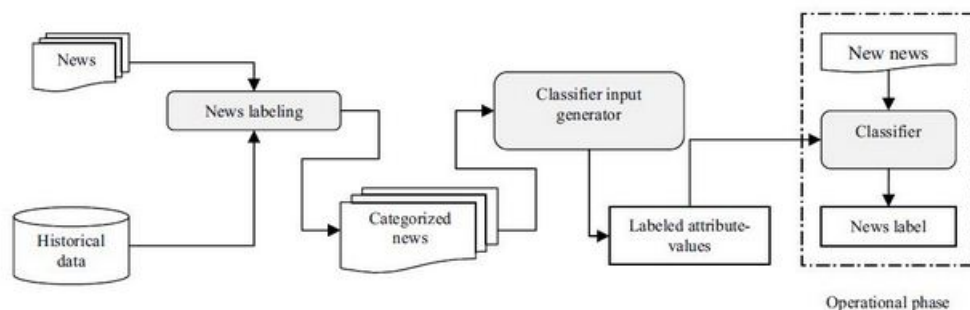 News
News labeling
Historical
data
Categorized
news
Classifier input
generator
Labeled attribute-
values
New news
Classifier
News label
Operational phase